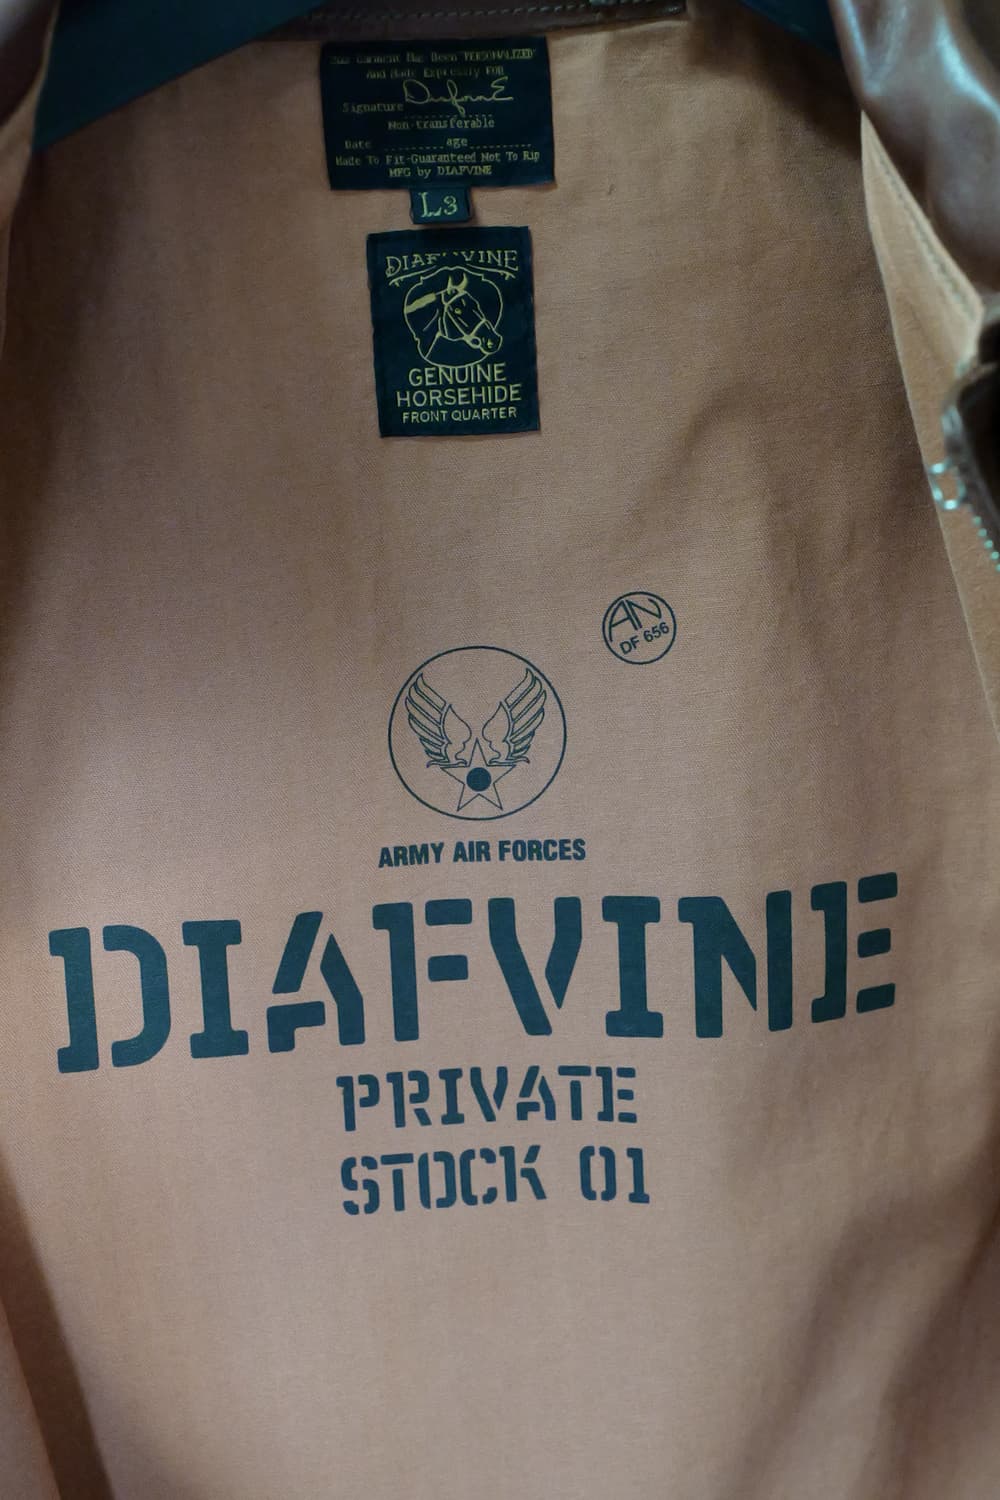 This Garment Has Been "PERSONALIZED"
And Made Expressly FOR
Signature Diafvine
Non-transferable
Date ......... age .........
Made To Fit-Guaranteed Not To Rip
MFG by DIAFVINE
L3
DIAFVINE
GENUINE
HORSEHIDE
FRONT QUARTER
AN
DF 656
ARMY AIR FORCES
DIAFVINE
PRIVATE
STOCK 01